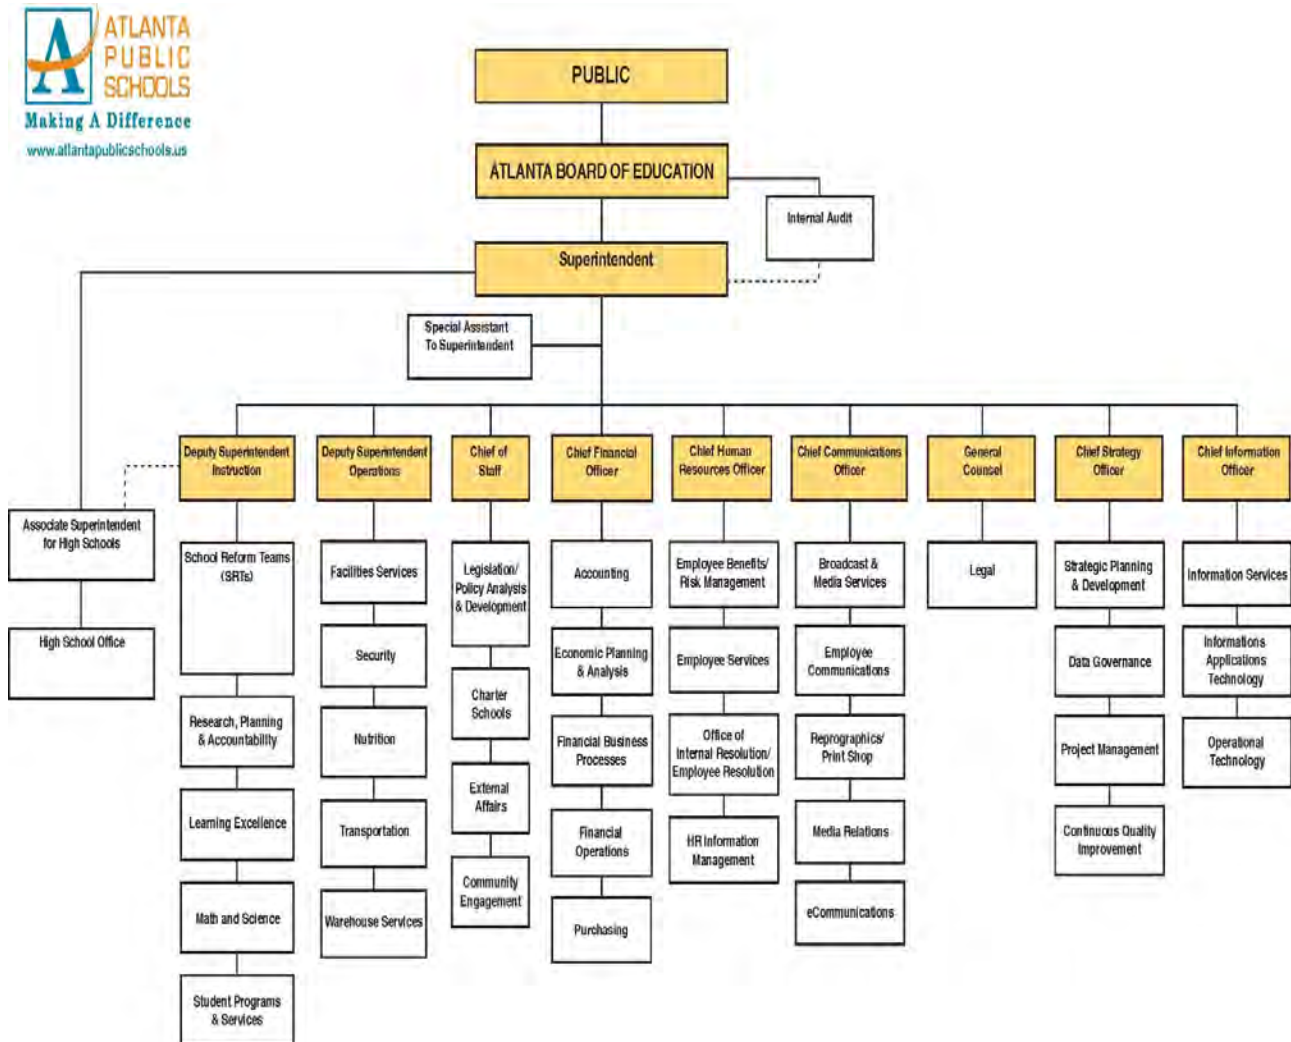 ATLANTA
PUBLIC
SCHOOLS
Making A Difference
www.atlantapublicschools.us
PUBLIC
ATLANTA BOARD OF EDUCATION
Internal Audit
Superintendent
Special Assistant
To Superintendent
Deputy Superintendent
Instruction
Deputy Superintendent
Operations
Chief of
Staff
Chief Financial
Officer
Chief Human
Resources Officer
Chief Communications
Officer
General
Counsel
Chief Strategy
Officer
Chief Information
Officer
Associate Superintendent
for High Schools
High School Office
School Reform Teams
(SRTs)
Research, Planning
& Accountability
Learning Excellence
Math and Science
Student Programs
& Services
Facilities Services
Security
Nutrition
Transportation
Warehouse Services
Legislation/
Policy Analysis
& Development
Charter
Schools
External
Affairs
Community
Engagement
Accounting
Economic Planning
& Analysis
Financial Business
Processes
Financial
Operations
Purchasing
Employee Benefits/
Risk Management
Employee Services
Office of
Internal Resolution/
Employee Resolution
HR Information
Management
Broadcast &
Media Services
Employee
Communications
Reprographics/
Print Shop
Media Relations
eCommunications
Legal
Strategic Planning
& Development
Data Governance
Project Management
Continuous Quality
Improvement
Information Services
Informations
Applications
Technology
Operational
Technology